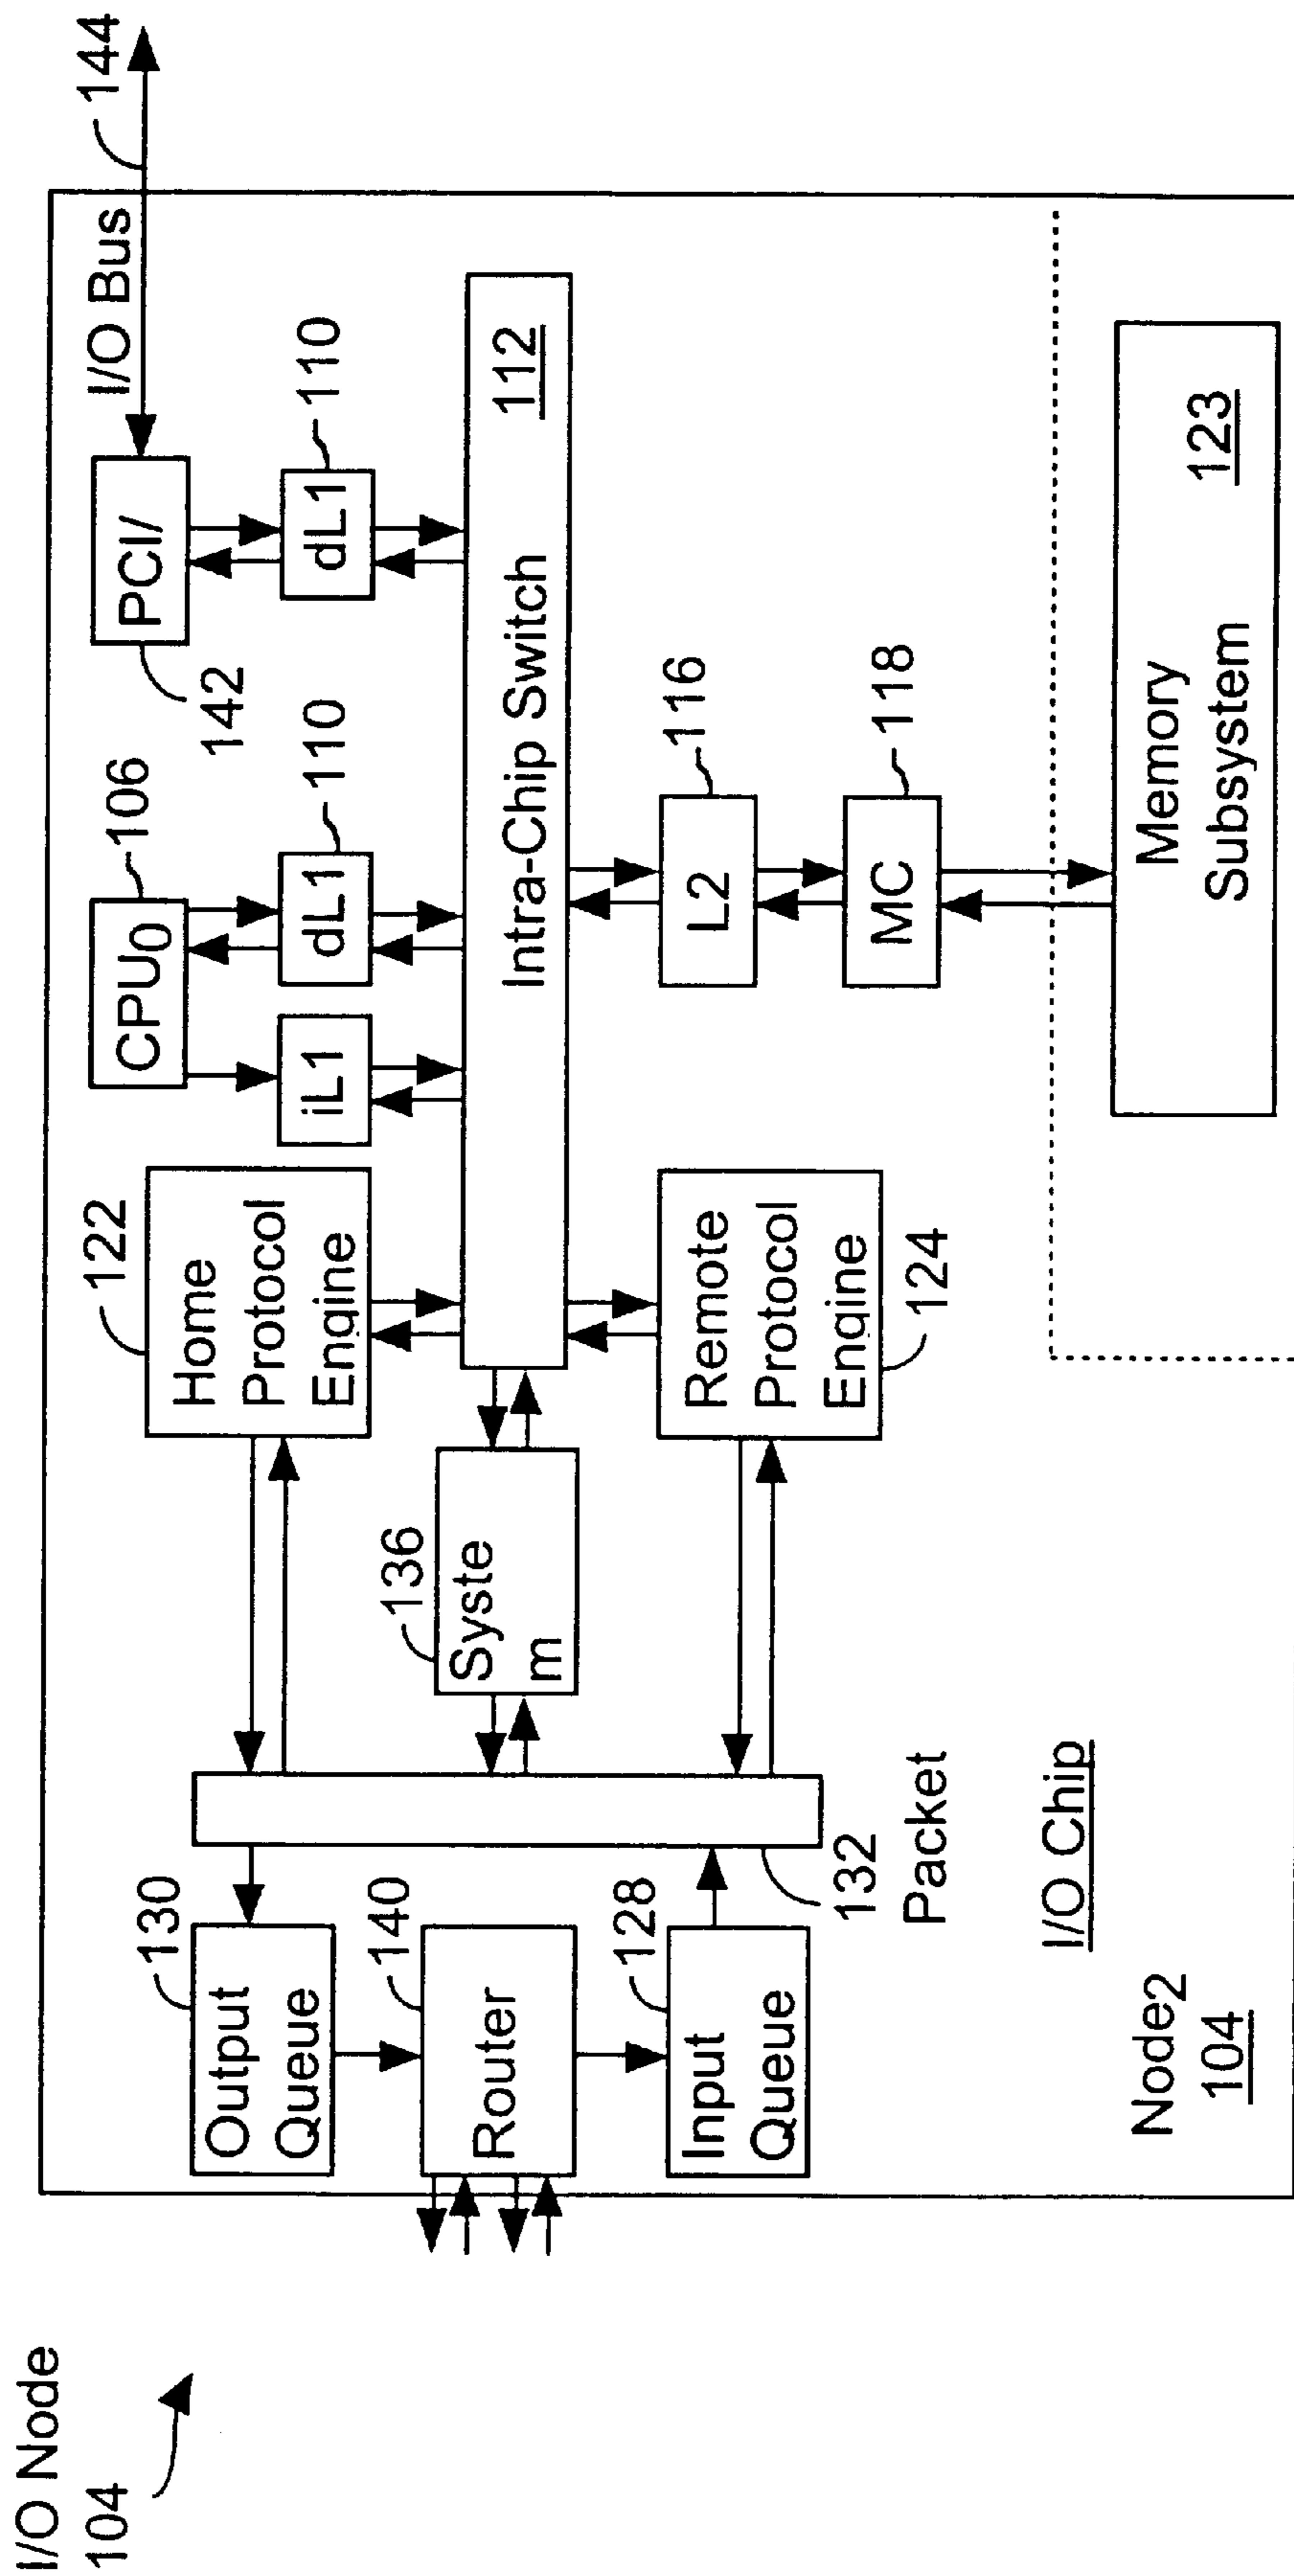 I/O Node
104
130
Output
Queue
140
Router
128
Input
Queue
132
Packet
I/O Chip
Node2
104
136
Syste
m
122
Home
Protocol
Engine
Remote
Protocol
Engine
124
CPU0
106
iL1
dL1
110
Intra-Chip Switch
112
L2
116
MC
118
Memory
Subsystem
123
PCI/
142
dL1
110
I/O Bus
144